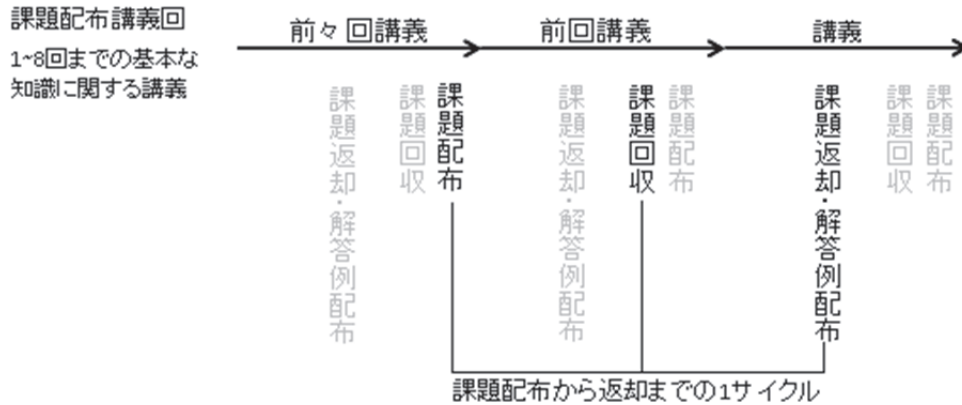 課題配布講義回
1~8回までの基本な
知識に関する講義
前々回講義
前回講義
講義
課題返却・解答例配布
課題回収
課題配布
課題返却・解答例配布
課題回収
課題配布
課題返却・解答例配布
課題回収
課題配布
課題配布から返却までの1サイクル